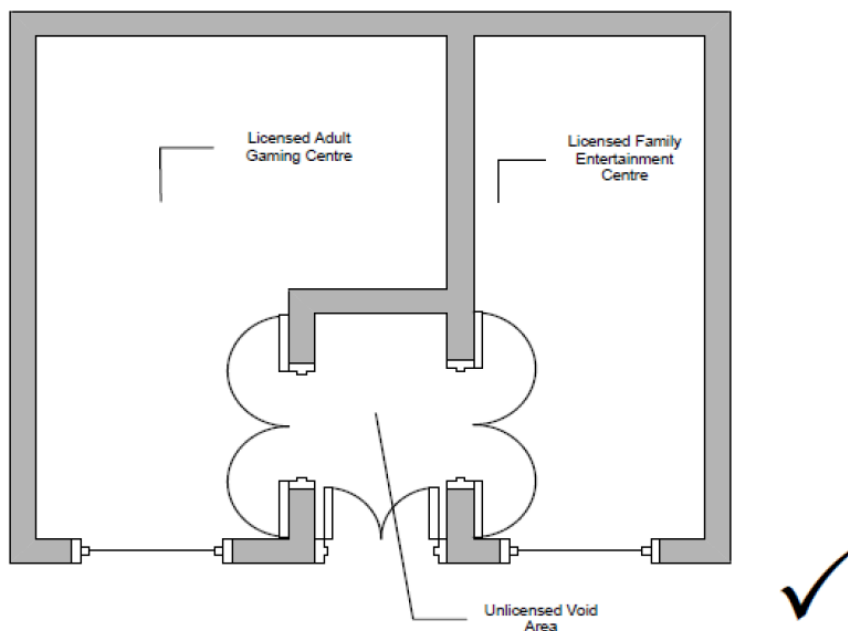 Licensed Adult
Gaming Centre
Licensed Family
Entertainment
Centre
Unlicensed Void
Area